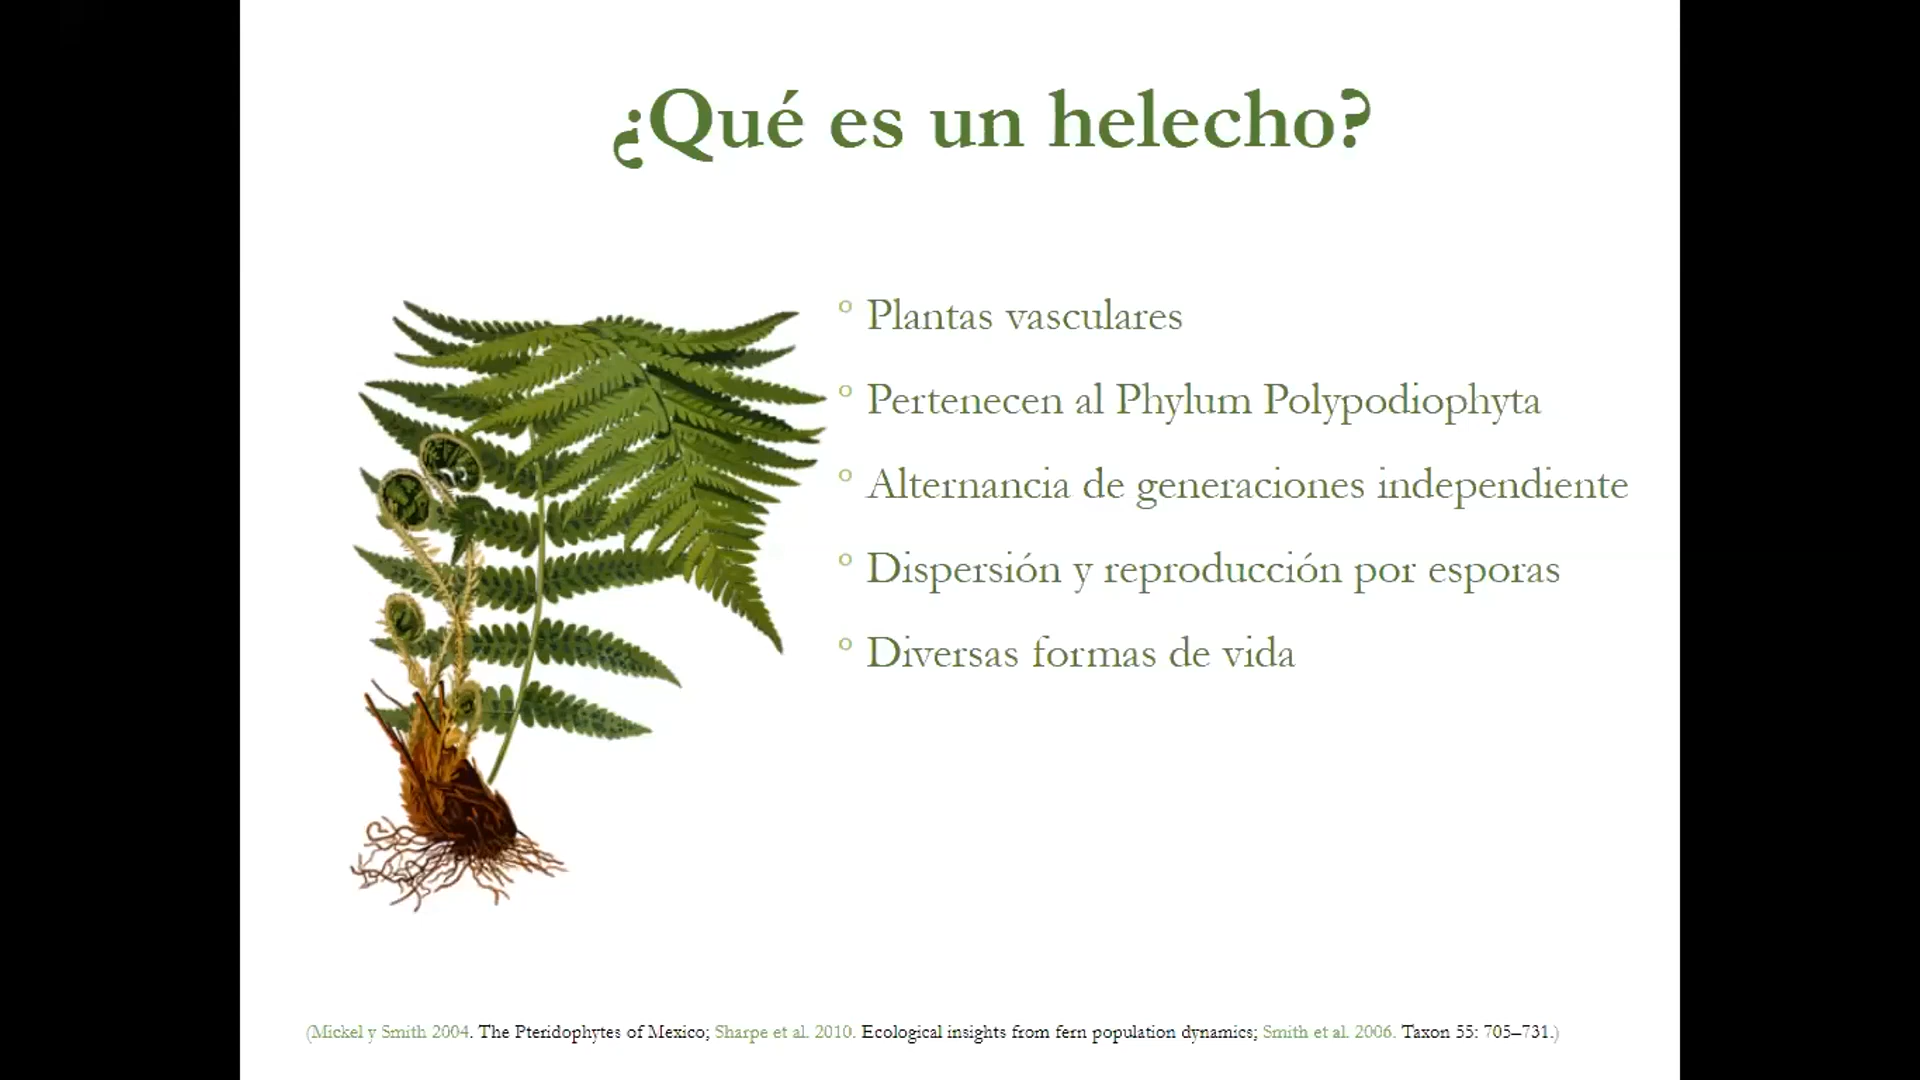 ¿Qué es un helecho?
° Plantas vasculares
° Pertenecen al Phylum Polypodiophyta
° Alternancia de generaciones independiente
° Dispersión y reproducción por esporas
° Diversas formas de vida
(Mickel y Smith 2004. The Pteridophytes of Mexico; Sharpe et al. 2010. Ecological insights from fern population dynamics; Smith et al. 2006. Taxon 55: 705–731.)